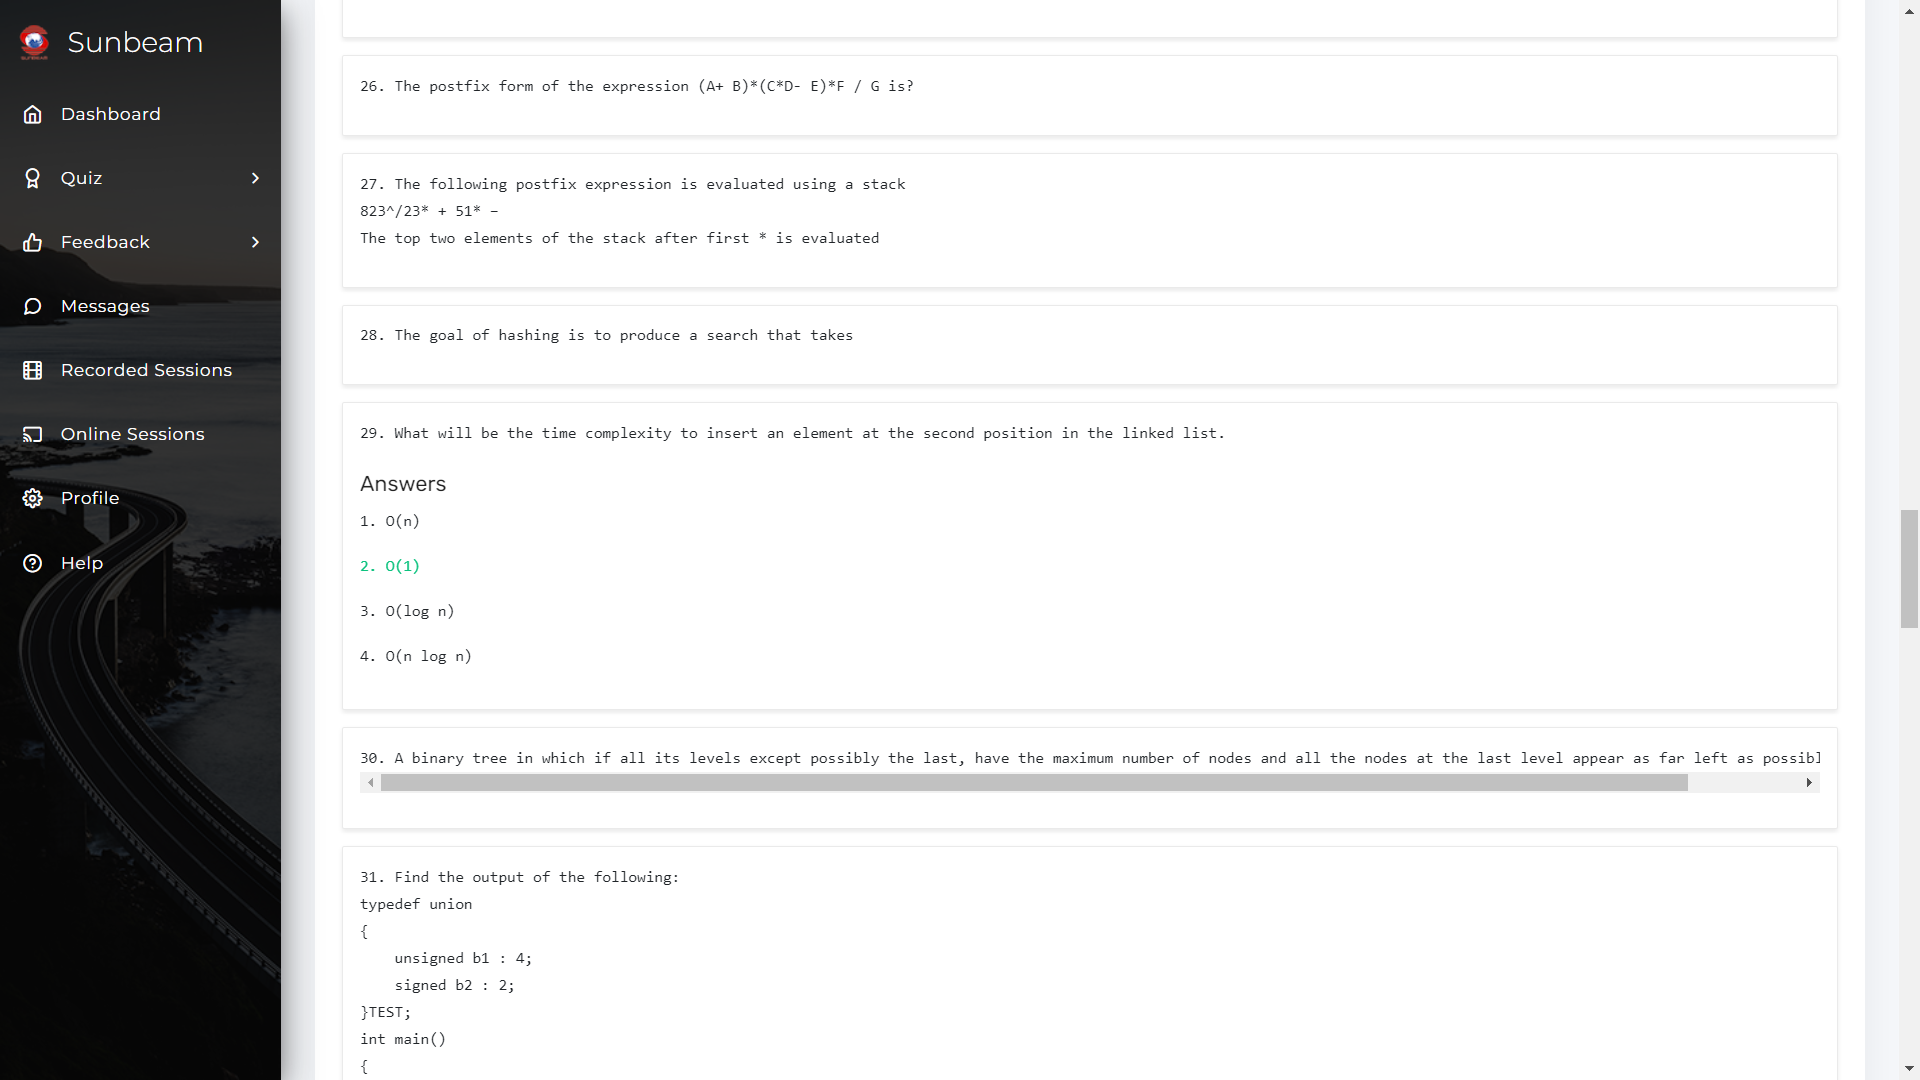 Sunbeam
Dashboard
Quiz
Feedback
Messages
Recorded Sessions
Online Sessions
Profile
Help
26. The postfix form of the expression (A+ B)*(C*D- E)*F / G is?
27. The following postfix expression is evaluated using a stack
823^/23* + 51* –
The top two elements of the stack after first * is evaluated
28. The goal of hashing is to produce a search that takes
29. What will be the time complexity to insert an element at the second position in the linked list.
Answers
1. O(n)
2. O(1)
3. O(log n)
4. O(n log n)
30. A binary tree in which if all its levels except possibly the last, have the maximum number of nodes and all the nodes at the last level appear as far left as possibl
31. Find the output of the following:
typedef union
{
    unsigned b1 : 4;
    signed b2 : 2;
}TEST;
int main()
{